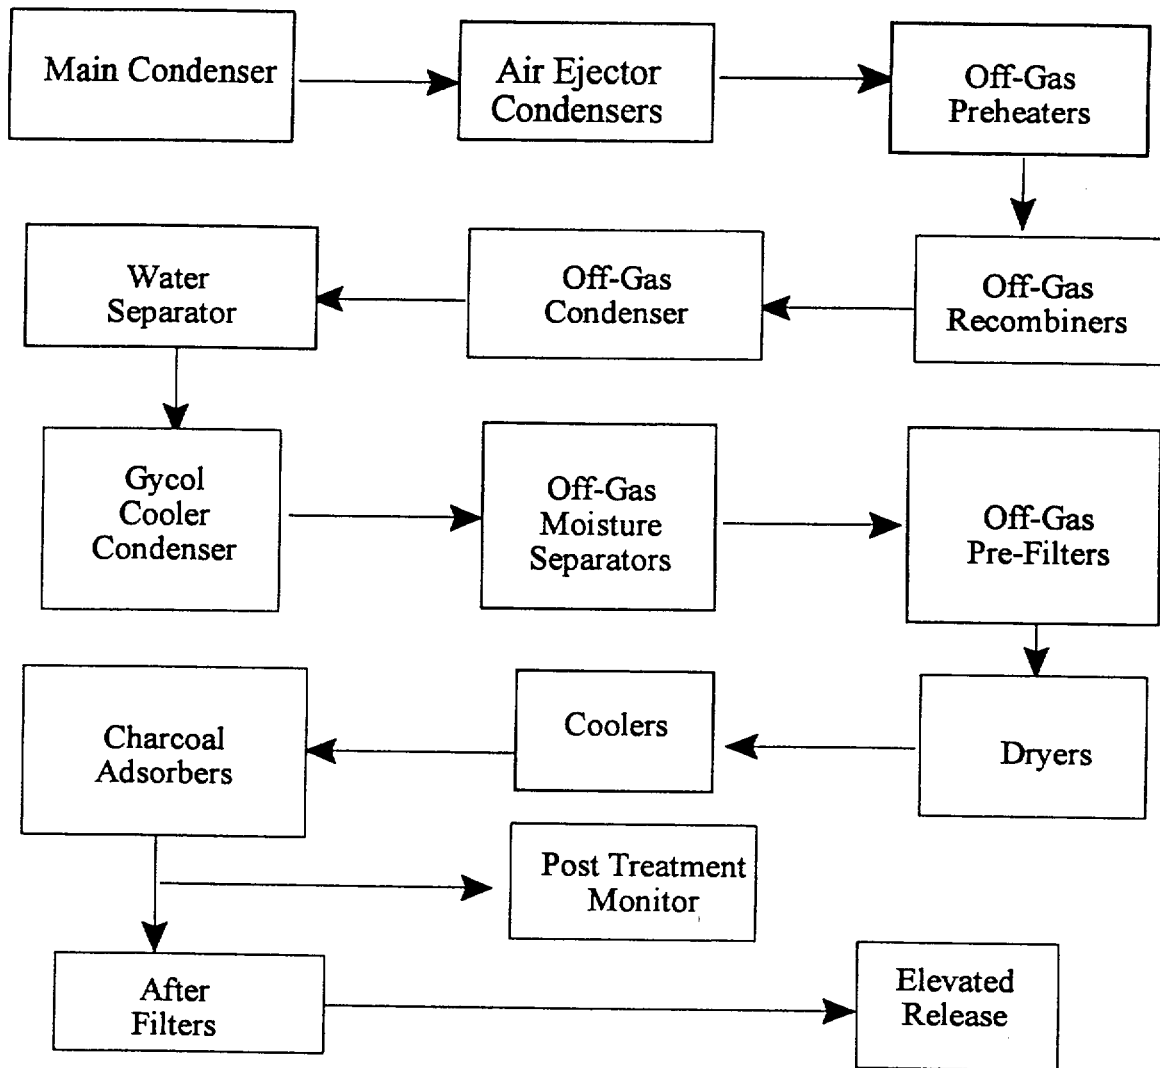 Main Condenser
Air Ejector
Condensers
Off-Gas
Preheaters
Water
Separator
Off-Gas
Condenser
Off-Gas
Recombiners
Gycol
Cooler
Condenser
Off-Gas
Moisture
Separators
Off-Gas
Pre-Filters
Charcoal
Adsorbers
Coolers
Dryers
Post Treatment
Monitor
After
Filters
Elevated
Release